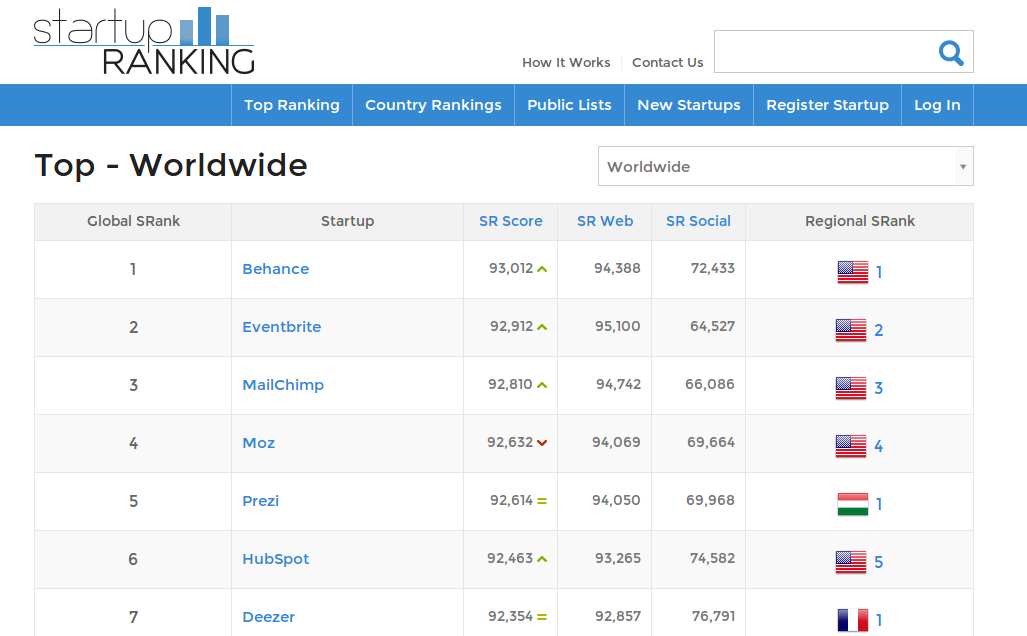 startup
RANKING
How It Works Contact Us
Top Ranking Country Rankings Public Lists New Startups Register Startup Log In
Top - Worldwide Worldwide
Global SRank Startup SR Score SR Web SR Social Regional SRank
1 Behance 93,012 94,388 72,433 1
2 Eventbrite 92,912 95,100 64,527 2
3 MailChimp 92,810 94,742 66,086 3
4 Moz 92,632 94,069 69,664 4
5 Prezi 92,614 = 94,050 69,968 1
6 HubSpot 92,463 93,265 74,582 5
7 Deezer 92,354 = 92,857 76,791 1